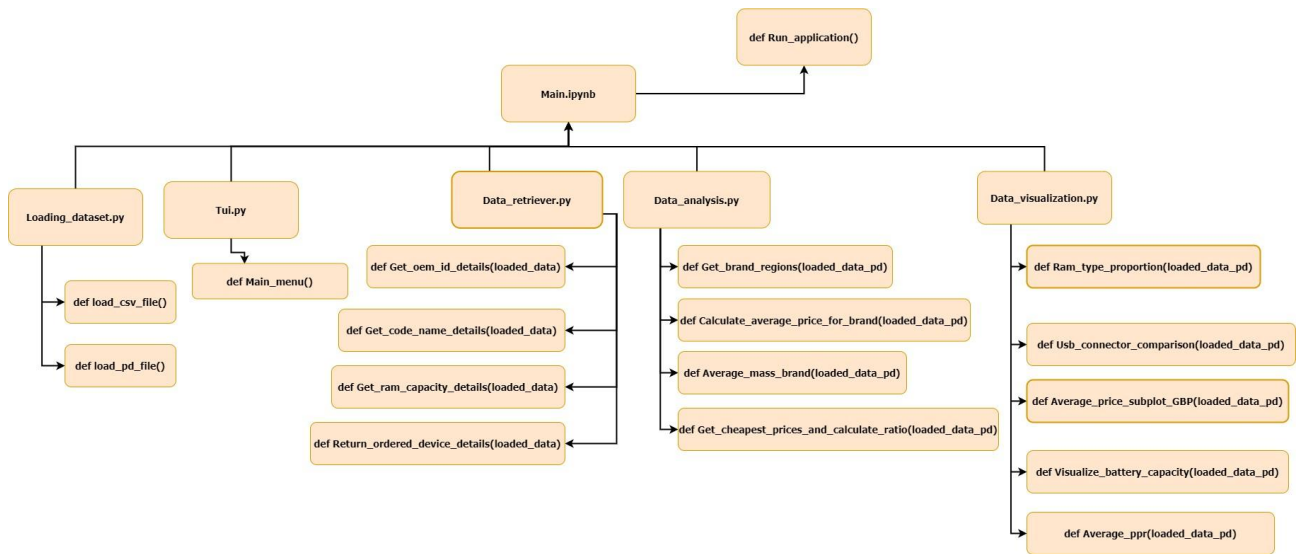 def Run_application()
Main.ipynb
Loading_dataset.py
Tui.py
Data_retriever.py
Data_analysis.py
Data_visualization.py
def load_csv_file()
def load_pd_file()
def Main_menu()
def Get_oem_id_details(loaded_data)
def Get_code_name_details(loaded_data)
def Get_ram_capacity_details(loaded_data)
def Return_ordered_device_details(loaded_data)
def Get_brand_regions(loaded_data_pd)
def Calculate_average_price_for_brand(loaded_data_pd)
def Average_mass_brand(loaded_data_pd)
def Get_cheapest_prices_and_calculate_ratio(loaded_data_pd)
def Ram_type_proportion(loaded_data_pd)
def Usb_connector_comparison(loaded_data_pd)
def Average_price_subplot_GBP(loaded_data_pd)
def Visualize_battery_capacity(loaded_data_pd)
def Average_ppr(loaded_data_pd)